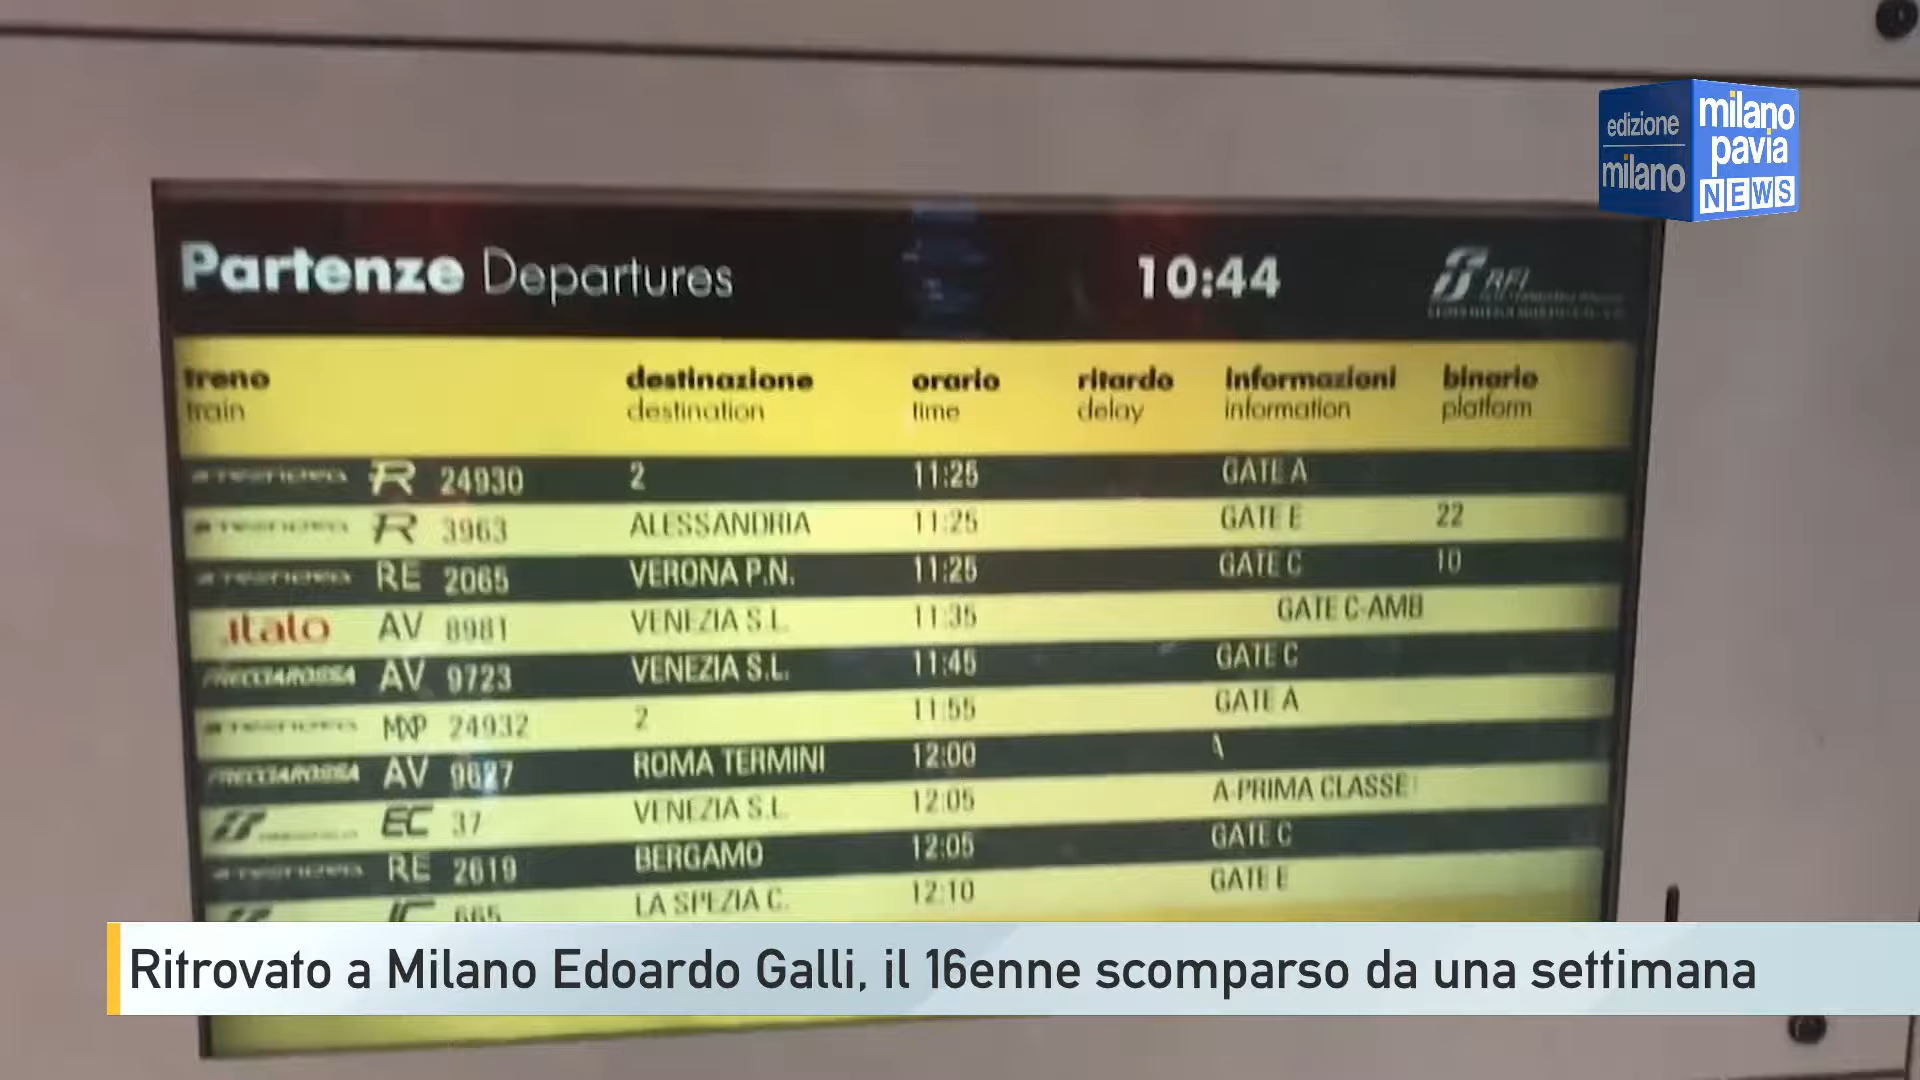 edizione
milano
milano
pavia
NEWS
Partenze Departures 10:44 RFI
treno destinazione orario ritardo informazioni binario
train destination time delay information platform
R 24930 2 11:25 GATE A
R 3963 ALESSANDRIA 11:25 GATE E 22
RE 2065 VERONA P.N. 11:25 GATE C 10
.italo AV 8981 VENEZIA S.L. 11:35 GATE C-AMB
FRECCIAROSSA AV 9723 VENEZIA S.L. 11:45 GATE C
MXP 24932 2 11:55 GATE A
FRECCIAROSSA AV 9627 ROMA TERMINI 12:00
EC 37 VENEZIA S.L. 12:05 A-PRIMA CLASSE
RE 2619 BERGAMO 12:05 GATE C
IC 665 LA SPEZIA C. 12:10 GATE E
Ritrovato a Milano Edoardo Galli, il 16enne scomparso da una settimana